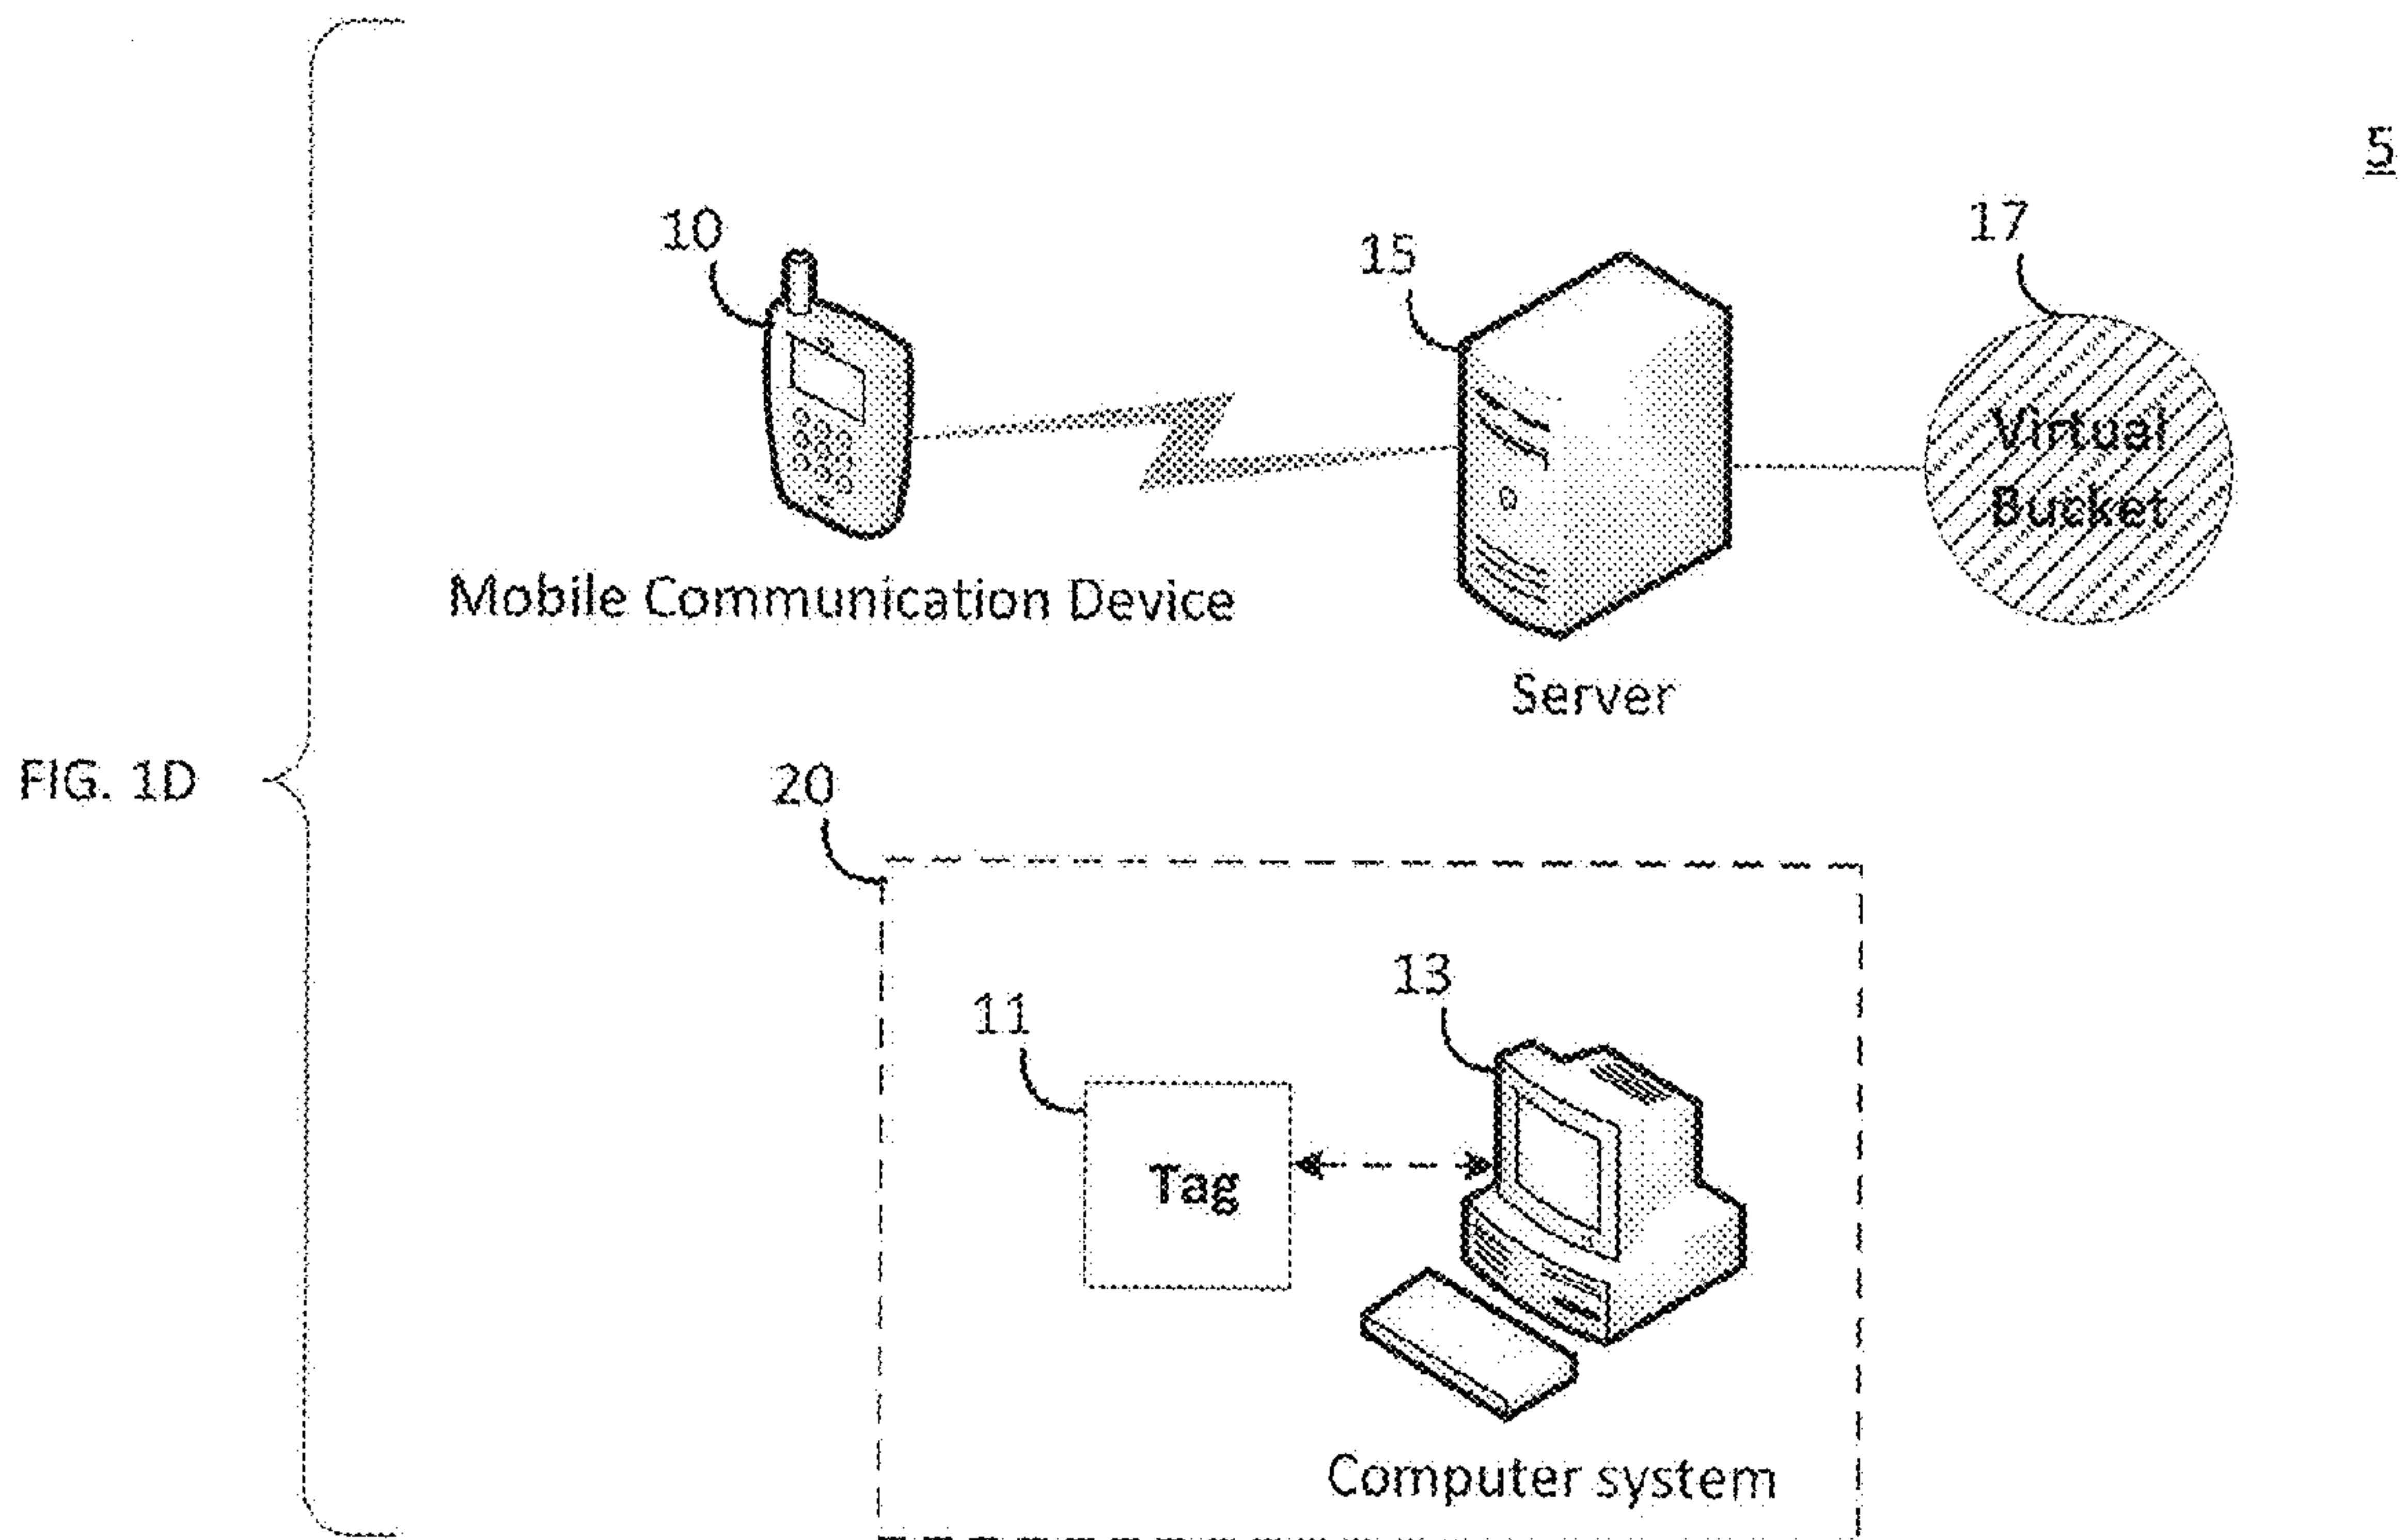 5
10
15
17
Virtual
Bucket
Mobile Communication Device
Server
FIG. 1D
20
13
11
Tag
Computer system